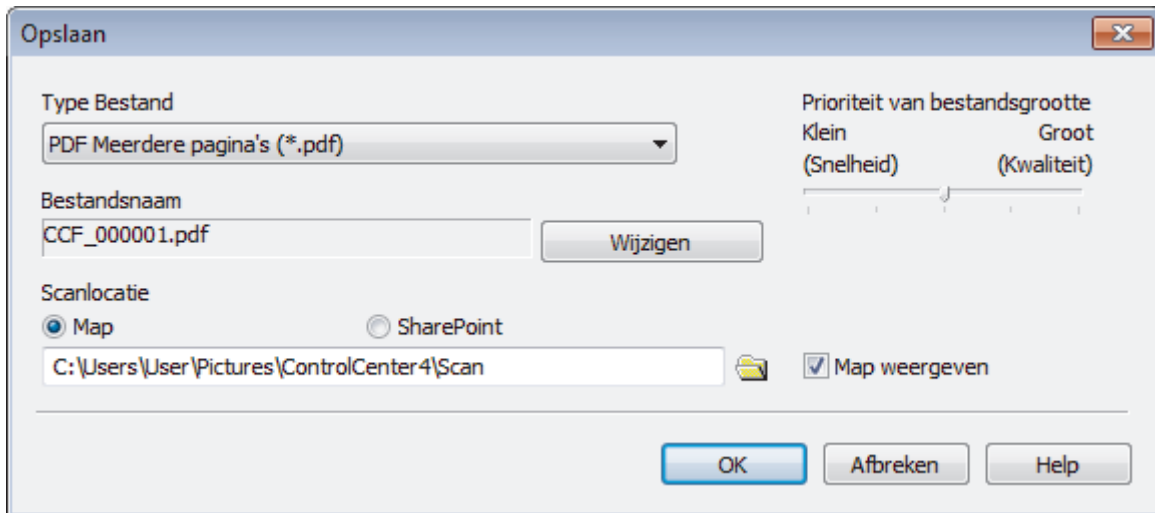 Opslaan
Type Bestand
PDF Meerdere pagina's (*.pdf)
Prioriteit van bestandsgrootte
Klein Groot
(Snelheid) (Kwaliteit)
Bestandsnaam
CCF_000001.pdf
Wijzigen
Scanlocatie
Map SharePoint
C:\Users\User\Pictures\ControlCenter4\Scan
Map weergeven
OK Afbreken Help